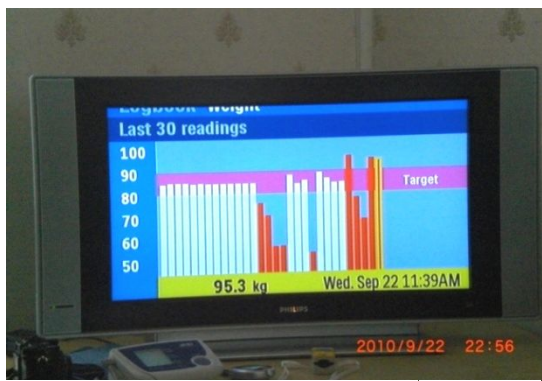 Logbook Weight
Last 30 readings
100
90
Target
80
70
60
50
95.3 kg Wed. Sep 22 11:39AM
PHILIPS
2010/9/22 22:56